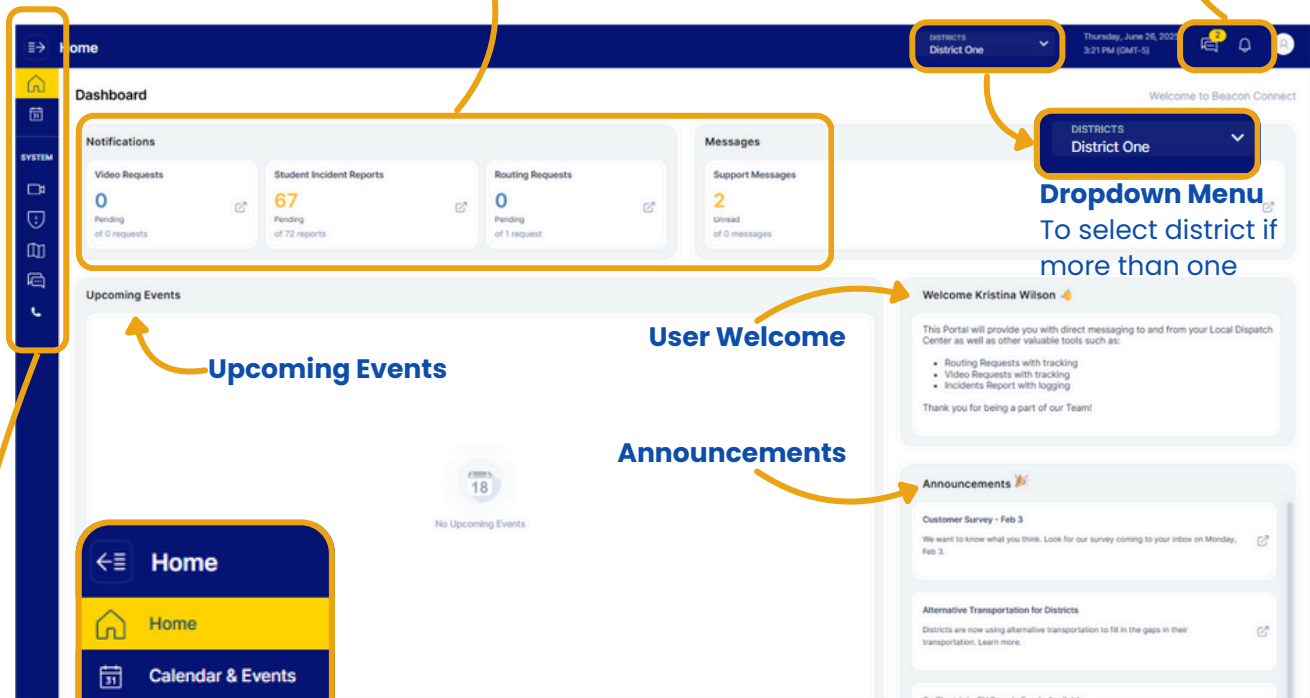 Home
DISTRICTS
District One
Thursday, June 26, 2025
3:21 PM (GMT-5)
2
Dashboard
Welcome to Beacon Connect
31
SYSTEM
Notifications
Video Requests
0
Pending
of 0 requests
Student Incident Reports
67
Pending
of 72 reports
Routing Requests
0
Pending
of 1 request
Messages
Support Messages
2
Unread
of 0 messages
DISTRICTS
District One
Dropdown Menu
To select district if
more than one
Upcoming Events
Upcoming Events
18
No Upcoming Events
User Welcome
Welcome Kristina Wilson
This Portal will provide you with direct messaging to and from your Local Dispatch
Center as well as other valuable tools such as:
• Routing Requests with tracking
• Video Requests with tracking
• Incidents Report with logging
Thank you for being a part of our Team!
Announcements
Announcements
Customer Survey - Feb 3
We want to know what you think. Look for our survey coming to your inbox on Monday,
Feb 3.
Alternative Transportation for Districts
Districts are now using alternative transportation to fill in the gaps in their
transportation. Learn more.
Home
Home
31
Calendar & Events